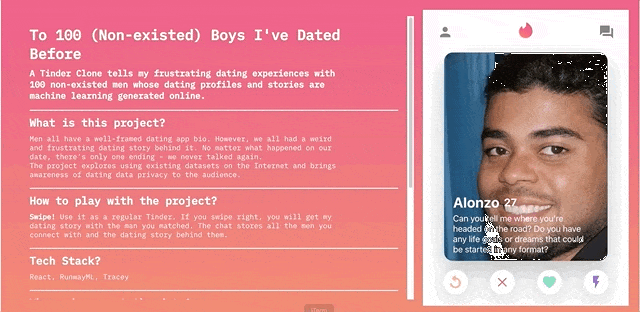 To 100 (Non-existed) Boys I've Dated
Before
A Tinder Clone tells my frustrating dating experiences with
100 non-existed men whose dating profiles and stories are
machine learning generated online.
What is this project?
Men all have a well-framed dating app bio. However, we all had a weird
and frustrating dating story behind it. No matter what happened on our
date, there's only one ending - we never talked again.
The project explores using existing datasets on the Internet and brings
awareness of dating data privacy to the audience.
How to play with the project?
Swipe! Use it as a regular Tinder. If you swipe right, you will get my
dating story with the man you matched. The chat stores all the men you
connect with and the dating story behind them.
Tech Stack?
React, RunwayML, Tracey
Alonzo 27
Can you tell me where you're
headed on the road? Do you have
any life goals or dreams that could
be started in any format?